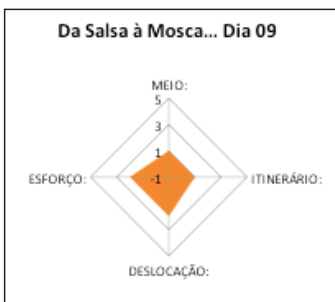 Da Salsa à Mosca... Dia 09
MEIO:
5
3
1
-1
ESFORÇO:
ITINERÁRIO:
DESLOCAÇÃO: